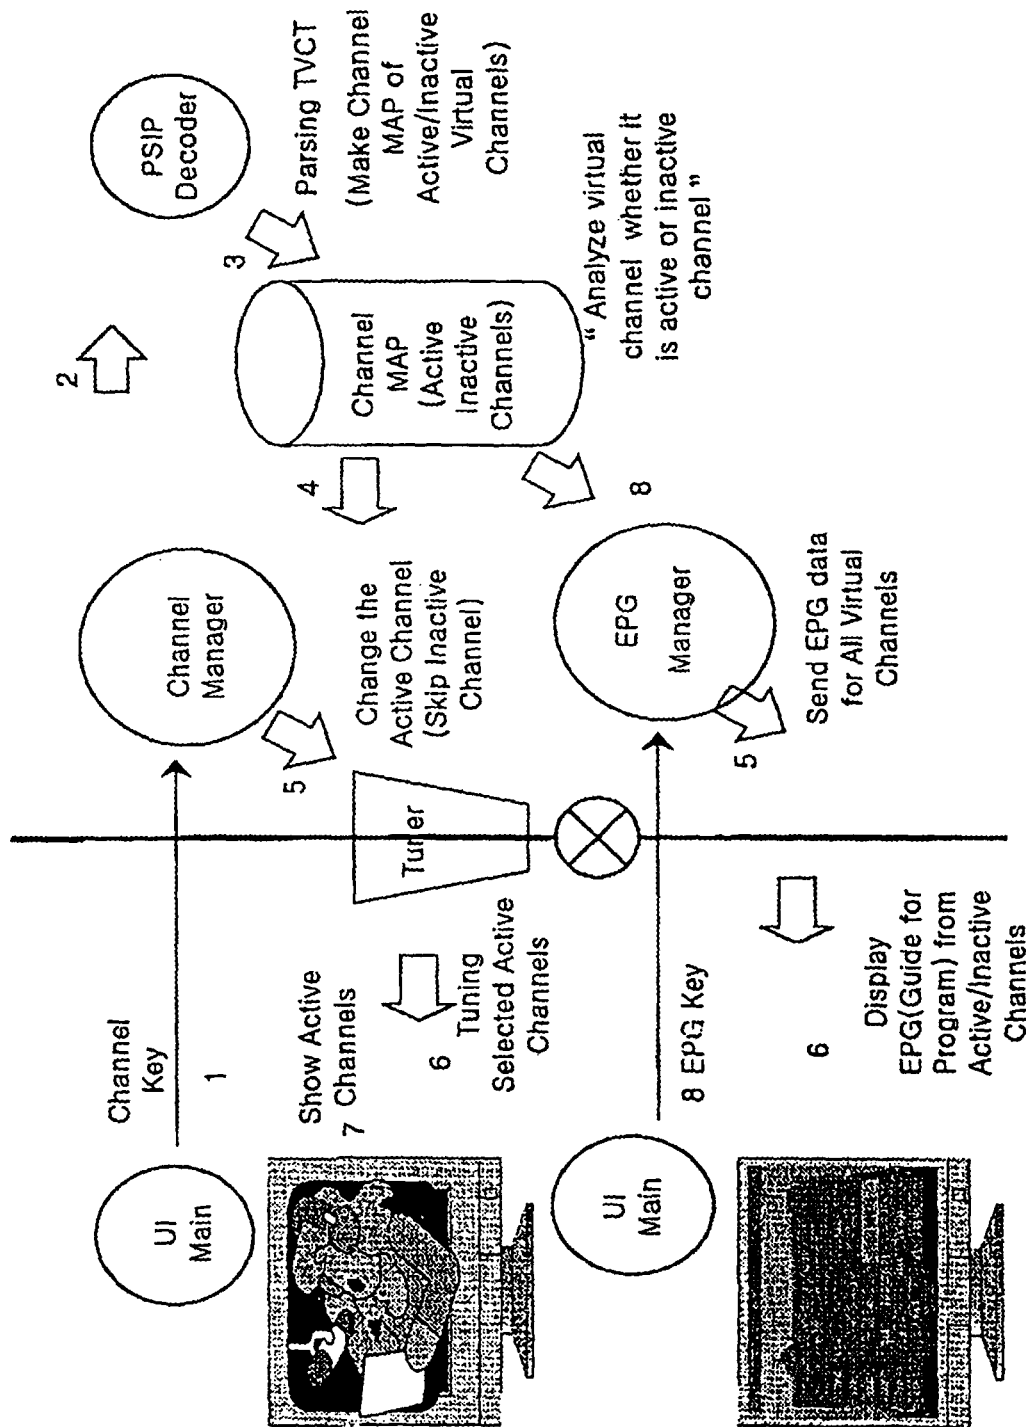 UI
Main
Channel
Key
1
Channel
Manager
2
PSIP
Decoder
3
Parsing TVCT
(Make Channel
MAP of
Active/Inactive
Virtual
Channels)
Channel
MAP
(Active
Inactive
Channels)
4
Change the
Active Channel
(Skip Inactive
Channel)
5
Tuner
6
Tuning
Selected Active
Channels
Show Active
7 Channels
UI
Main
8 EPG Key
EPG
Manager
8
“ Analyze virtual
channel whether it
is active or inactive
channel ”
5
Send EPG data
for All Virtual
Channels
6
Display
EPG(Guide for
Program) from
Active/Inactive
Channels